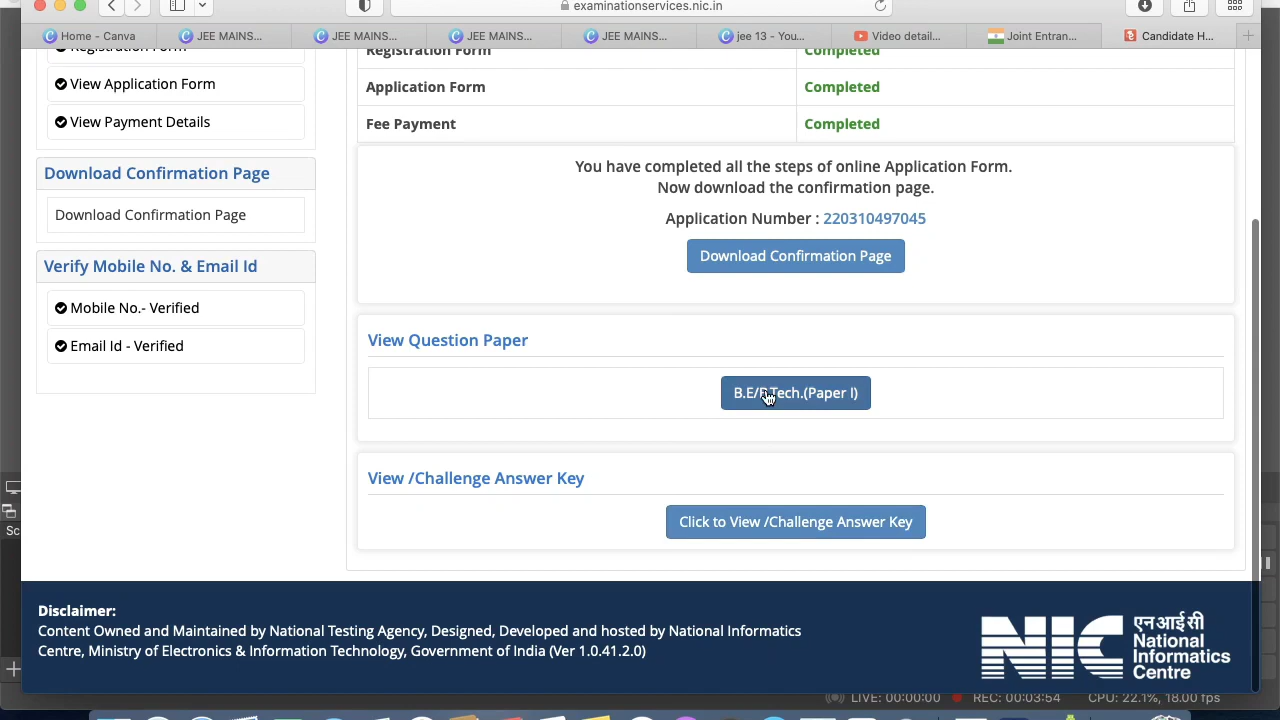 examinationservices.nic.in
Home - Canva
JEE MAINS...
JEE MAINS...
JEE MAINS...
JEE MAINS...
jee 13 - You...
Video detail...
Joint Entran...
Candidate H...
Registration Form
View Application Form
View Payment Details
Download Confirmation Page
Download Confirmation Page
Verify Mobile No. & Email Id
Mobile No.- Verified
Email Id - Verified
Registration Form Completed
Application Form Completed
Fee Payment Completed
You have completed all the steps of online Application Form.
Now download the confirmation page.
Application Number : 220310497045
Download Confirmation Page
View Question Paper
B.E/B.Tech.(Paper I)
View /Challenge Answer Key
Click to View /Challenge Answer Key
Sc
Disclaimer:
Content Owned and Maintained by National Testing Agency, Designed, Developed and hosted by National Informatics
Centre, Ministry of Electronics & Information Technology, Government of India (Ver 1.0.41.2.0)
NIC
एन आई सी
National
Informatics
Centre
LIVE: 00:00:00 REC: 00:03:54 CPU: 22.1%, 18.00 fps